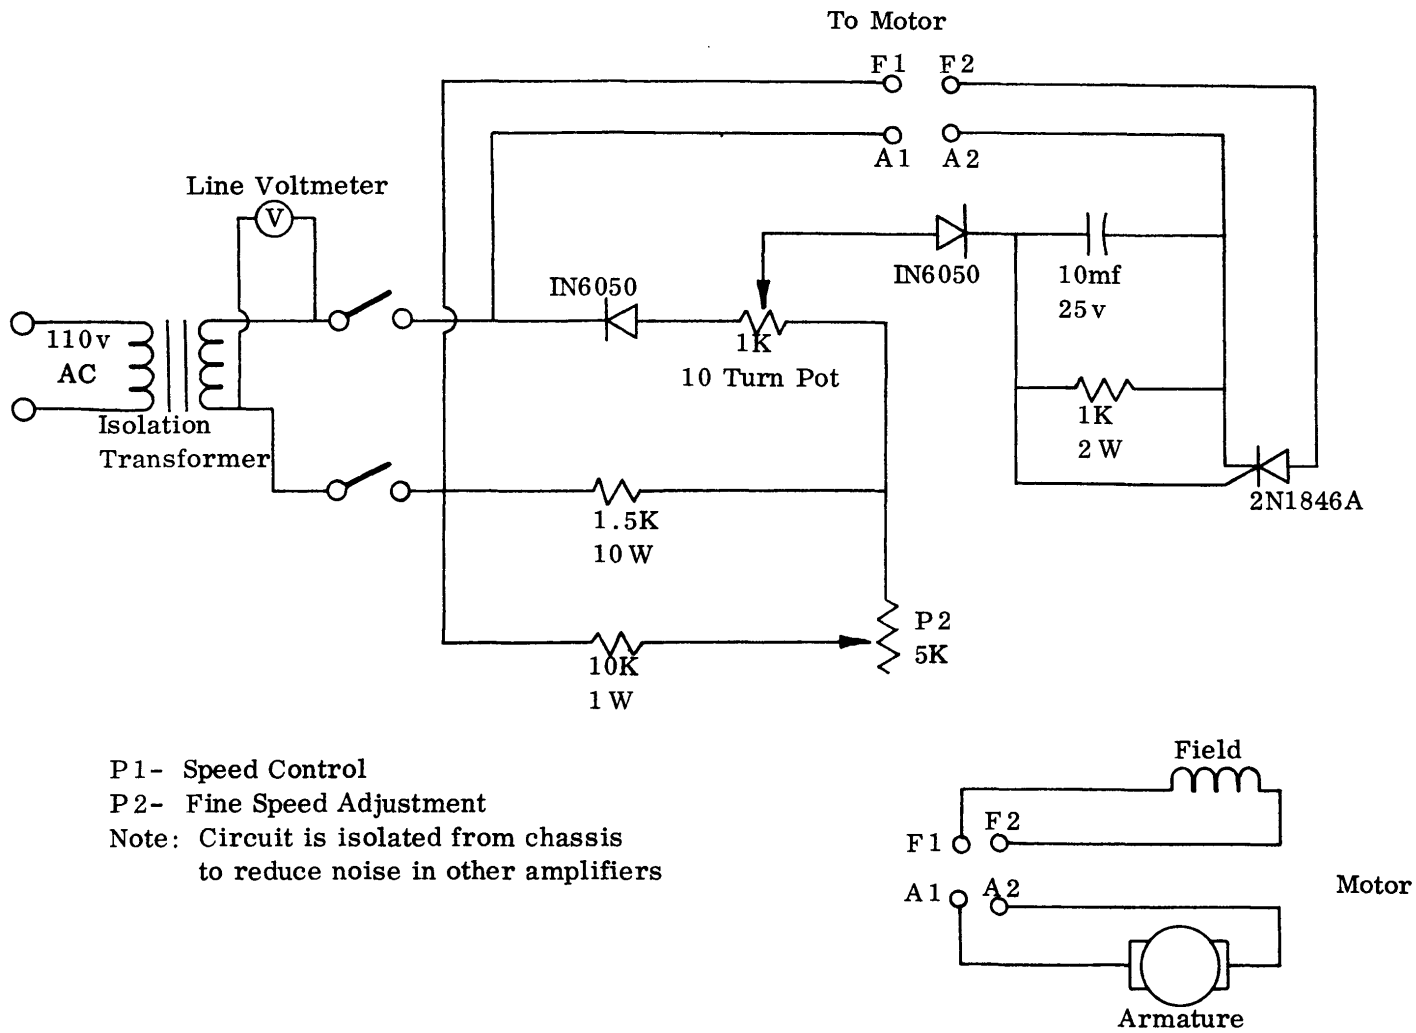 To Motor
F1 F2
A1 A2
Line Voltmeter
V
IN6050
IN6050
10mf
25v
110v
AC
1K
10 Turn Pot
1K
2W
Isolation
Transformer
2N1846A
1.5K
10W
P2
5K
10K
1W
P1- Speed Control
P2- Fine Speed Adjustment
Note: Circuit is isolated from chassis
to reduce noise in other amplifiers
Field
F1 F2
A1 A2
Motor
Armature